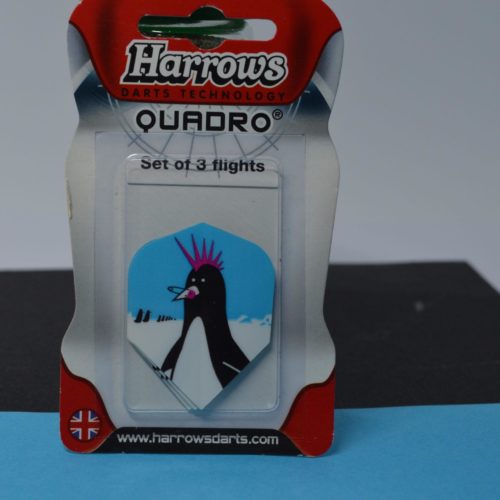 Harrows
DARTS TECHNOLOGY
QUADRO®
Set of 3 flights
www.harrowsdarts.com